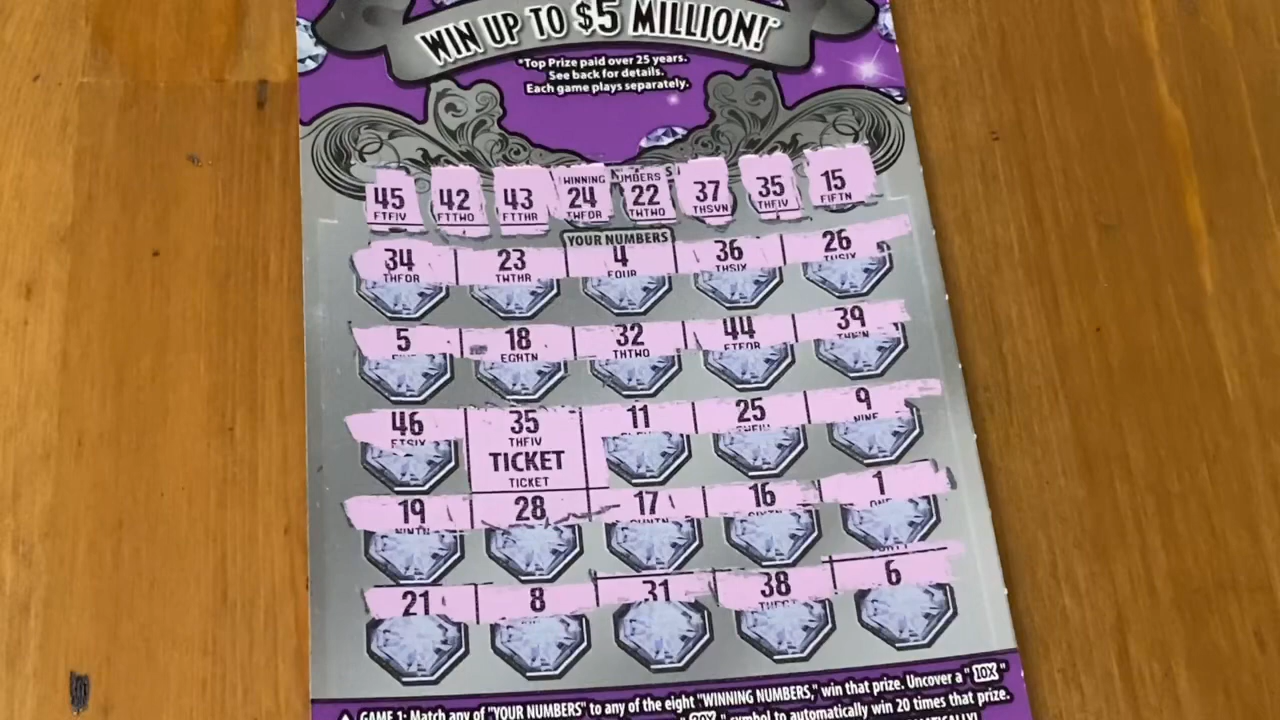 WIN UP TO $5 MILLION!*
*Top Prize paid over 25 years.
See back for details.
Each game plays separately.
WINNING NUMBERS
45 42 43 24 22 37 35 15
FTFIV FTTWO FTTHR TWFOR TWTWO THSVN THFIV FIFTN
YOUR NUMBERS
34 23 4 36 26
THFOR TWTHR FOUR THSIX TWSIX
5 18 32 44 39
EGHTN THTWO FTFOR
46 35 11 25 9
FTSIX THFIV NINE
TICKET
TICKET
19 28 17 16 1
ONE
21 8 31 38 6
GAME 1: Match any of "YOUR NUMBERS" to any of the eight "WINNING NUMBERS," win that prize. Uncover a "10X"
"20X" symbol to automatically win 20 times that prize.